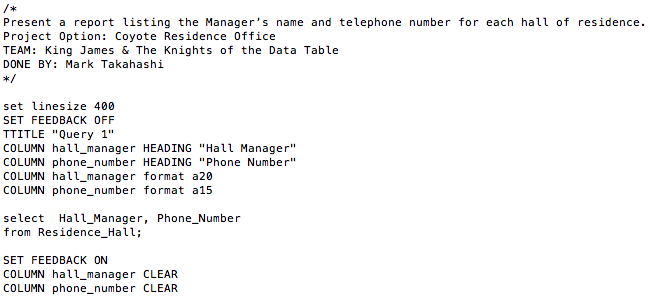 /*
Present a report listing the Manager's name and telephone number for each hall of residence.
Project Option: Coyote Residence Office
TEAM: King James & The Knights of the Data Table
DONE BY: Mark Takahashi
*/
set linesize 400
SET FEEDBACK OFF
TTITLE "Query 1"
COLUMN hall_manager HEADING "Hall Manager"
COLUMN phone_number HEADING "Phone Number"
COLUMN hall_manager format a20
COLUMN phone_number format a15
select  Hall_Manager, Phone_Number
from Residence_Hall;
SET FEEDBACK ON
COLUMN hall_manager CLEAR
COLUMN phone_number CLEAR